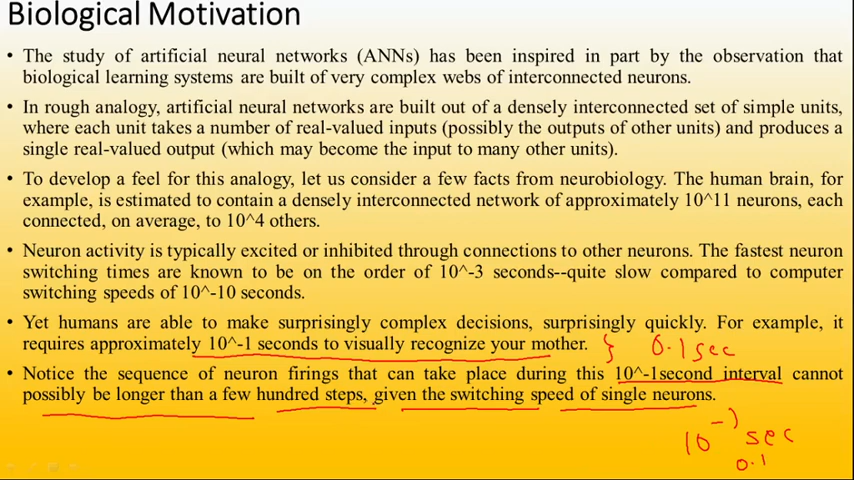 Biological Motivation
• The study of artificial neural networks (ANNs) has been inspired in part by the observation that
biological learning systems are built of very complex webs of interconnected neurons.
• In rough analogy, artificial neural networks are built out of a densely interconnected set of simple units,
where each unit takes a number of real-valued inputs (possibly the outputs of other units) and produces a
single real-valued output (which may become the input to many other units).
• To develop a feel for this analogy, let us consider a few facts from neurobiology. The human brain, for
example, is estimated to contain a densely interconnected network of approximately 10^11 neurons, each
connected, on average, to 10^4 others.
• Neuron activity is typically excited or inhibited through connections to other neurons. The fastest neuron
switching times are known to be on the order of 10^-3 seconds--quite slow compared to computer
switching speeds of 10^-10 seconds.
• Yet humans are able to make surprisingly complex decisions, surprisingly quickly. For example, it
requires approximately 10^-1 seconds to visually recognize your mother. } 0.1 sec
• Notice the sequence of neuron firings that can take place during this 10^-1second interval cannot
possibly be longer than a few hundred steps, given the switching speed of single neurons.
10^-1 sec
0.1